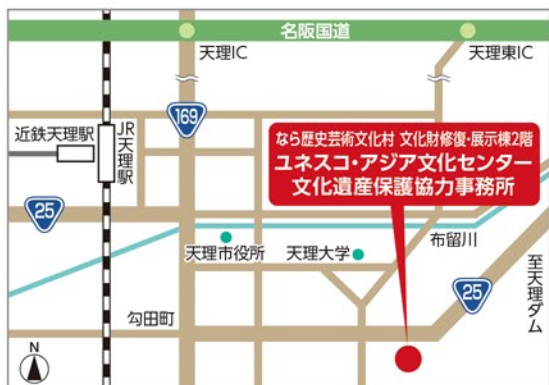 名阪国道
天理IC
天理東IC
169
近鉄天理駅
JR天理駅
なら歴史芸術文化村 文化財修復・展示棟2階
ユネスコ・アジア文化センター
文化遺産保護協力事務所
25
天理市役所
天理大学
布留川
至天理ダム
25
勾田町
N